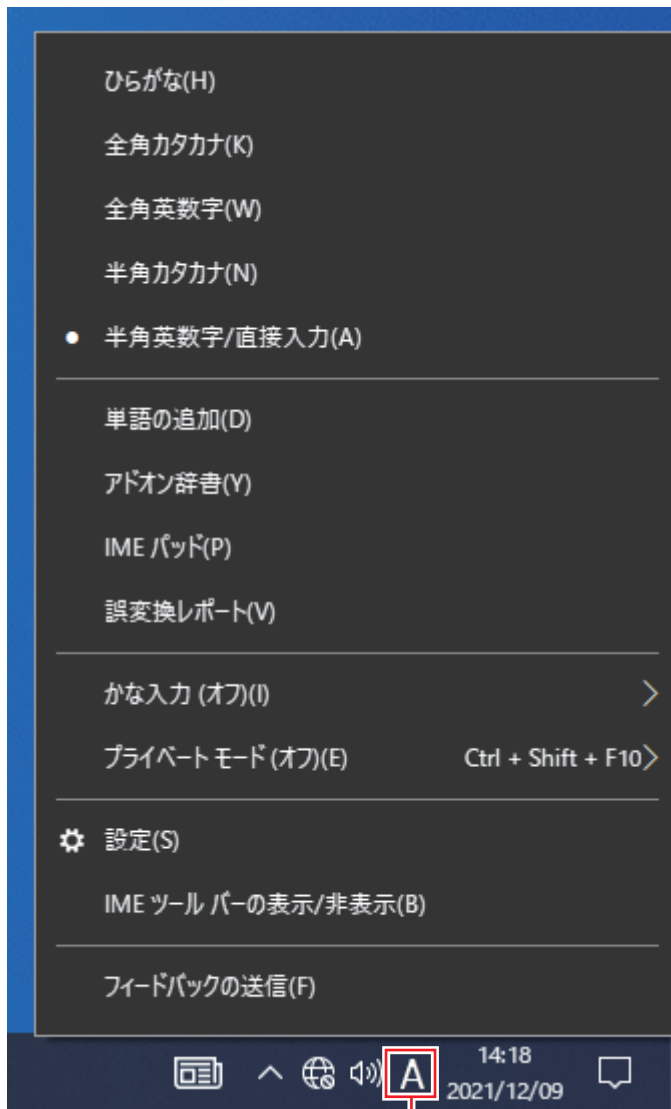 ひらがな(H)
全角カタカナ(K)
全角英数字(W)
半角カタカナ(N)
半角英数字/直接入力(A)
単語の追加(D)
アドオン辞書(Y)
IME パッド(P)
誤変換レポート(V)
かな入力 (オフ)(I)
プライベート モード (オフ)(E) Ctrl + Shift + F10
設定(S)
IME ツール バーの表示/非表示(B)
フィードバックの送信(F)
A
14:18
2021/12/09